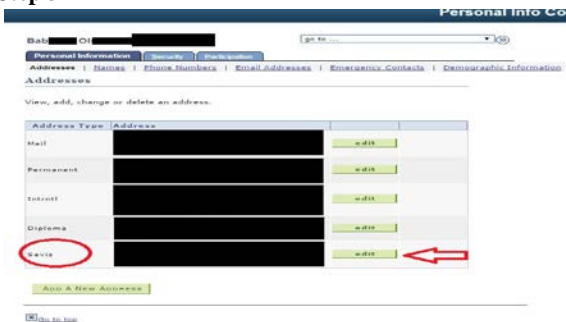 Personal Info Co
Bab Ol go to ...
Personal Information Security Participation
Addresses | Names | Phone Numbers | Email Addresses | Emergency Contacts | Demographic Information
Addresses
View, add, change or delete an address.
Address Type Address
Mail edit
Permanent edit
Intrntl edit
Diploma edit
Sevis edit
Add A New Address
Go to top